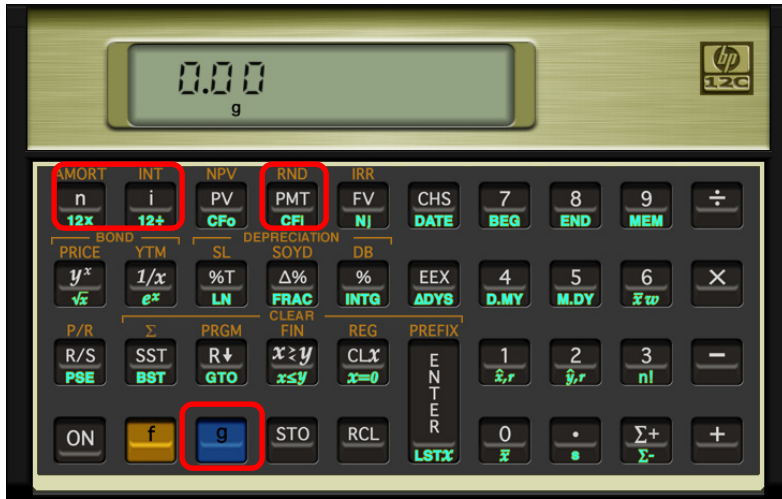 0.00
g
hp
12C
AMORT INT NPV RND IRR
n i PV PMT FV CHS 7 8 9 ÷
12X 12÷ CFo CFj Nj DATE BEG END MEM
BOND DEPRECIATION
PRICE YTM SL SOYD DB
yˣ 1/x %T Δ% % EEX 4 5 6 ×
√x eˣ LN FRAC INTG ΔDYS D.MY M.DY x̄w
CLEAR
P/R Σ PRGM FIN REG PREFIX
R/S SST R↓ x≷y CLx ENTER 1 2 3 −
PSE BST GTO x≤y x=0 x̂,r ŷ,r n!
ON f g STO RCL 0 • Σ+ +
LSTX x̄ s Σ-